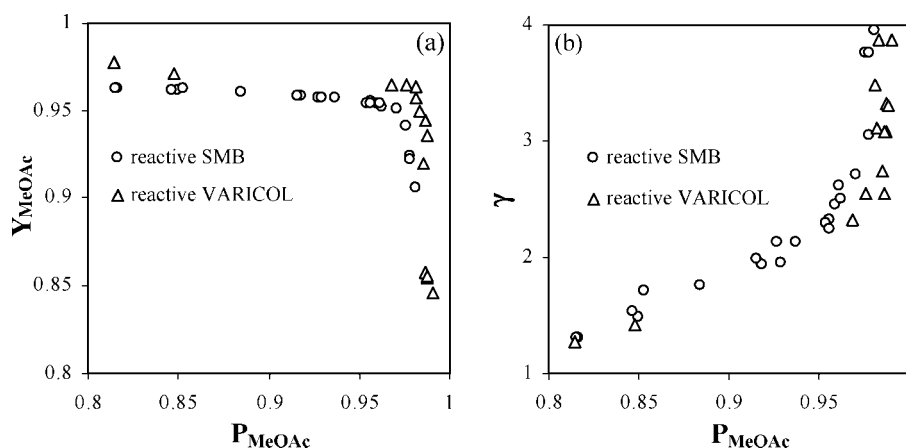 (a)
1
0.95
0.9
0.85
0.8
Y_MeOAc
reactive SMB
reactive VARICOL
0.8 0.85 0.9 0.95 1
P_MeOAc
(b)
4
3
2
1
γ
reactive SMB
reactive VARICOL
0.8 0.85 0.9 0.95
P_MeOAc